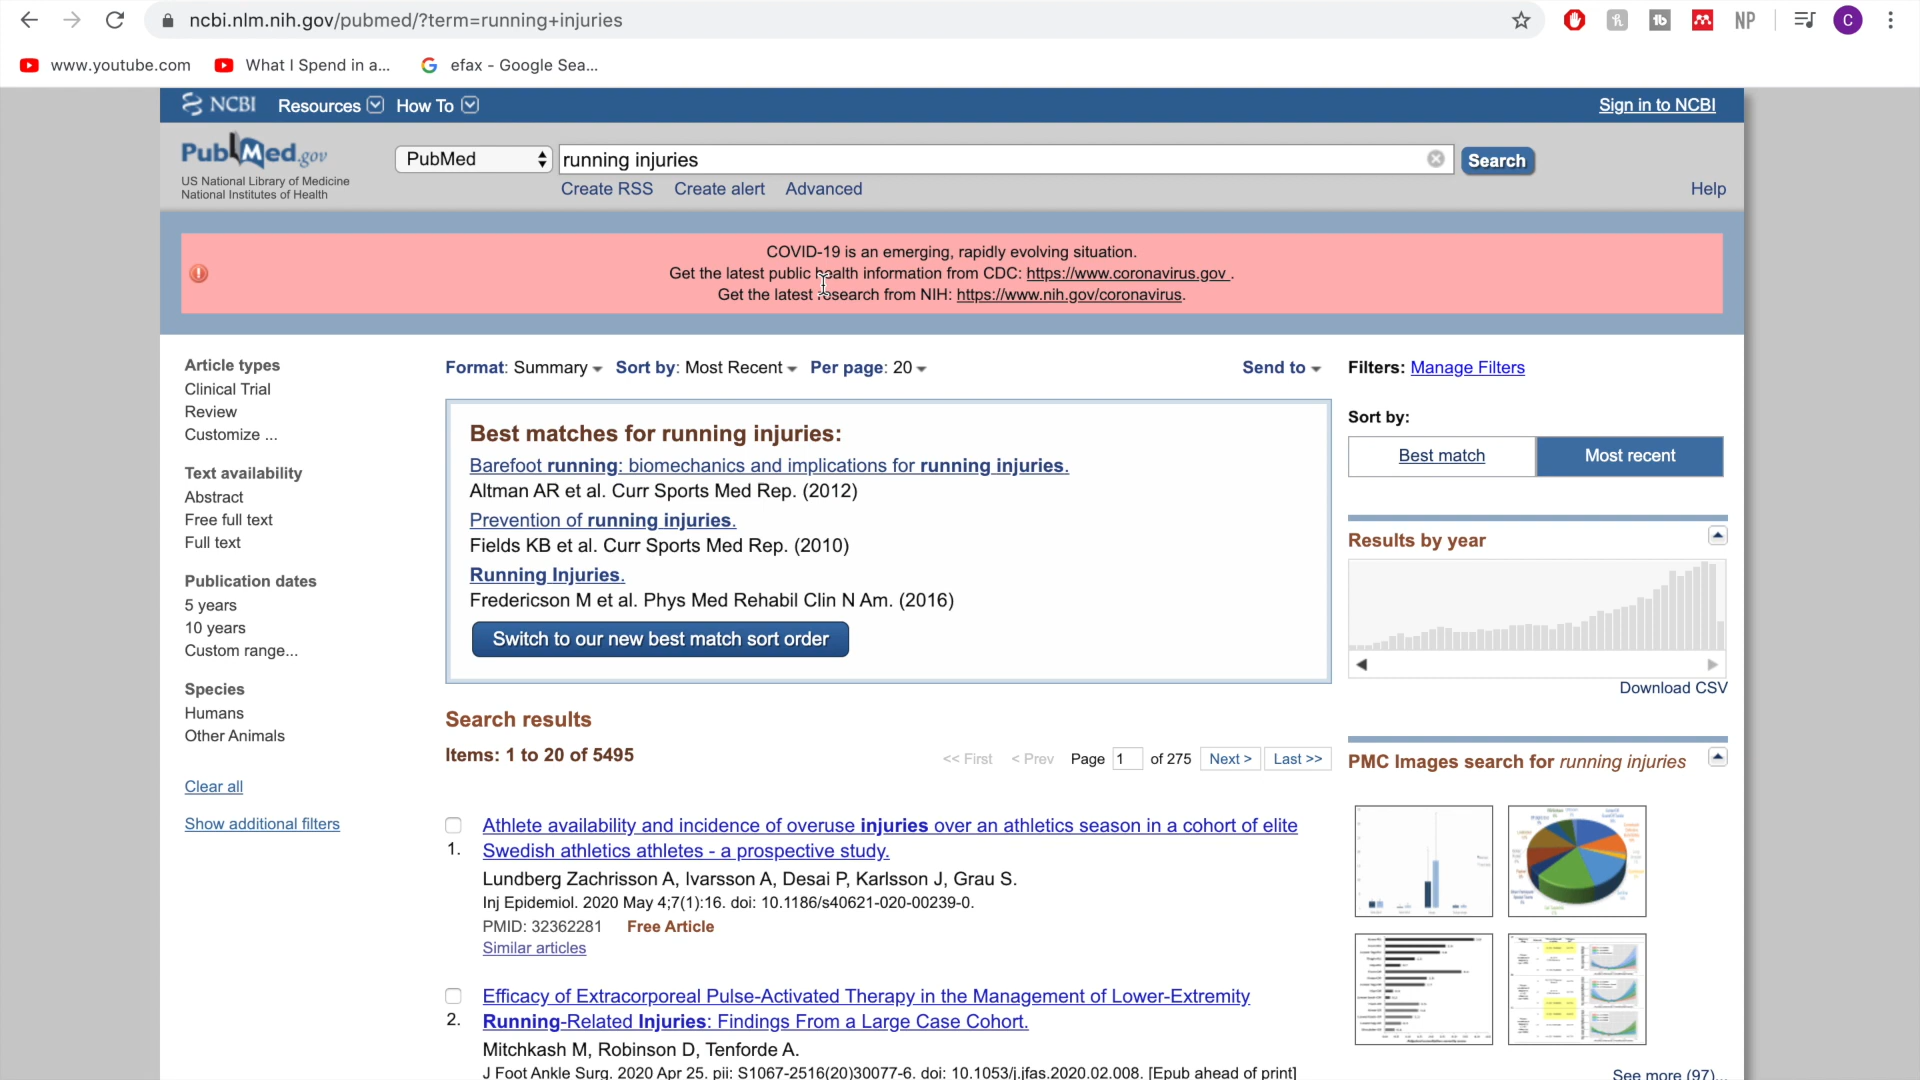 ncbi.nlm.nih.gov/pubmed/?term=running+injuries
NP
C
www.youtube.com
What I Spend in a...
efax - Google Sea...
NCBI
Resources
How To
Sign in to NCBI
PubMed.gov
US National Library of Medicine
National Institutes of Health
PubMed
running injuries
Search
Create RSS
Create alert
Advanced
Help
COVID-19 is an emerging, rapidly evolving situation.
Get the latest public health information from CDC: https://www.coronavirus.gov .
Get the latest research from NIH: https://www.nih.gov/coronavirus.
Article types
Clinical Trial
Review
Customize ...
Text availability
Abstract
Free full text
Full text
Publication dates
5 years
10 years
Custom range...
Species
Humans
Other Animals
Clear all
Show additional filters
Format: Summary
Sort by: Most Recent
Per page: 20
Send to
Best matches for running injuries:
Barefoot running: biomechanics and implications for running injuries.
Altman AR et al. Curr Sports Med Rep. (2012)
Prevention of running injuries.
Fields KB et al. Curr Sports Med Rep. (2010)
Running Injuries.
Fredericson M et al. Phys Med Rehabil Clin N Am. (2016)
Switch to our new best match sort order
Search results
Items: 1 to 20 of 5495
<< First < Prev Page 1 of 275 Next > Last >>
1.
Athlete availability and incidence of overuse injuries over an athletics season in a cohort of elite
Swedish athletics athletes - a prospective study.
Lundberg Zachrisson A, Ivarsson A, Desai P, Karlsson J, Grau S.
Inj Epidemiol. 2020 May 4;7(1):16. doi: 10.1186/s40621-020-00239-0.
PMID: 32362281 Free Article
Similar articles
2.
Efficacy of Extracorporeal Pulse-Activated Therapy in the Management of Lower-Extremity
Running-Related Injuries: Findings From a Large Case Cohort.
Mitchkash M, Robinson D, Tenforde A.
J Foot Ankle Surg. 2020 Apr 25. pii: S1067-2516(20)30077-6. doi: 10.1053/j.jfas.2020.02.008. [Epub ahead of print]
Filters: Manage Filters
Sort by:
Best match
Most recent
Results by year
Download CSV
PMC Images search for running injuries
See more (97)...